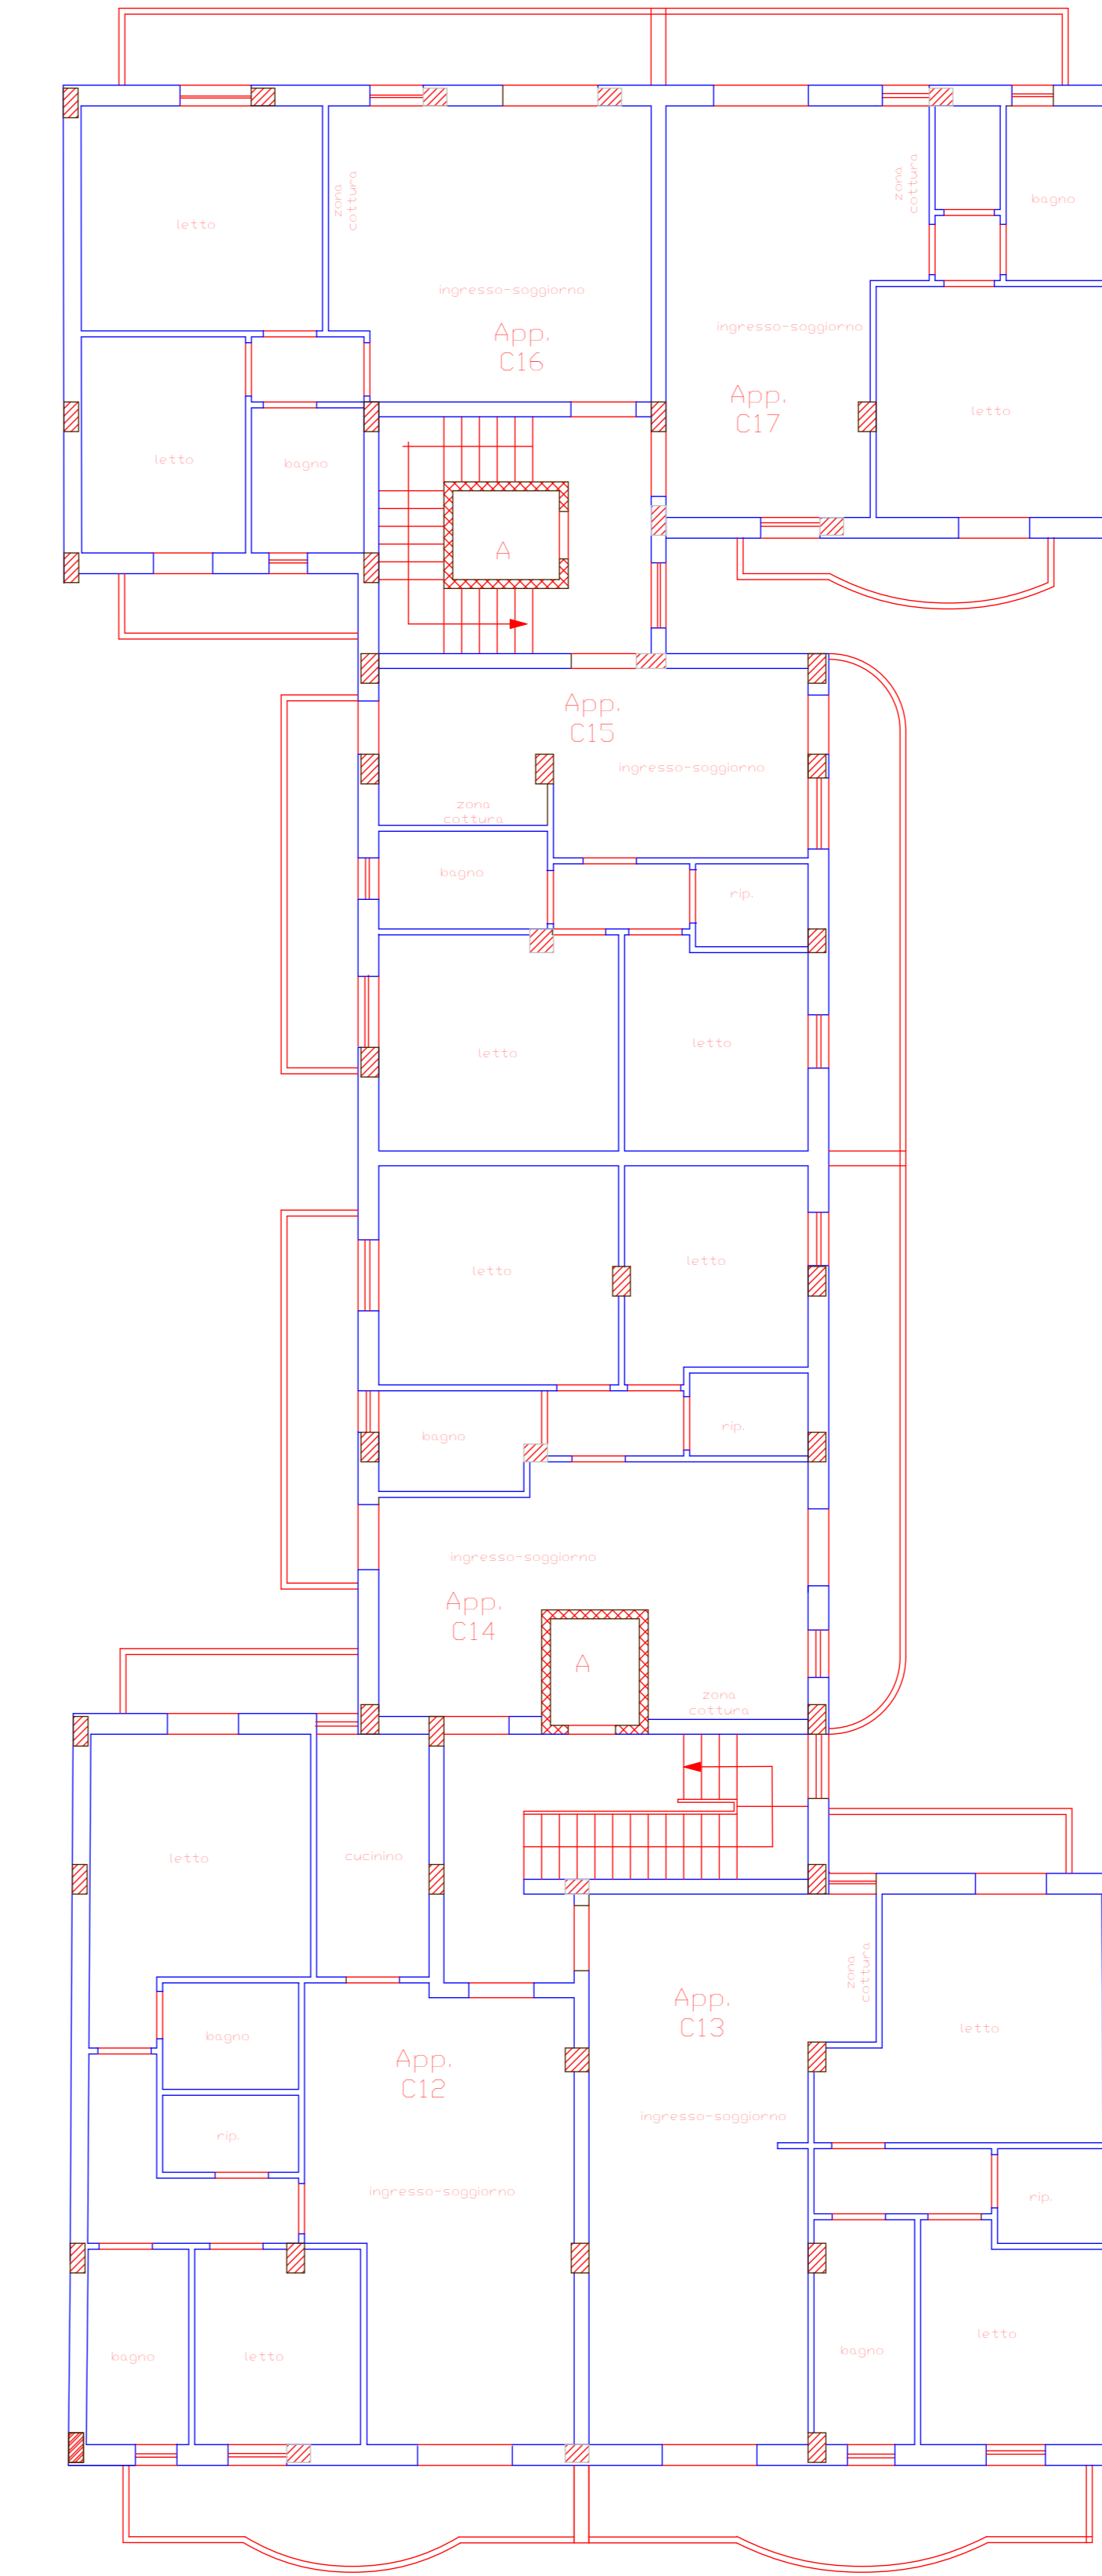 zona
cottura
zona
cottura
bagno
letto
ingresso-soggiorno
App.
C16
ingresso-soggiorno
App.
C17
letto
letto
bagno
A
App.
C15
ingresso-soggiorno
zona
cottura
bagno
rip.
letto
letto
letto
letto
bagno
rip.
ingresso-soggiorno
App.
C14
A
zona
cottura
letto
cucinino
zona
cottura
App.
C13
letto
bagno
App.
C12
ingresso-soggiorno
rip.
ingresso-soggiorno
rip.
bagno
letto
bagno
letto